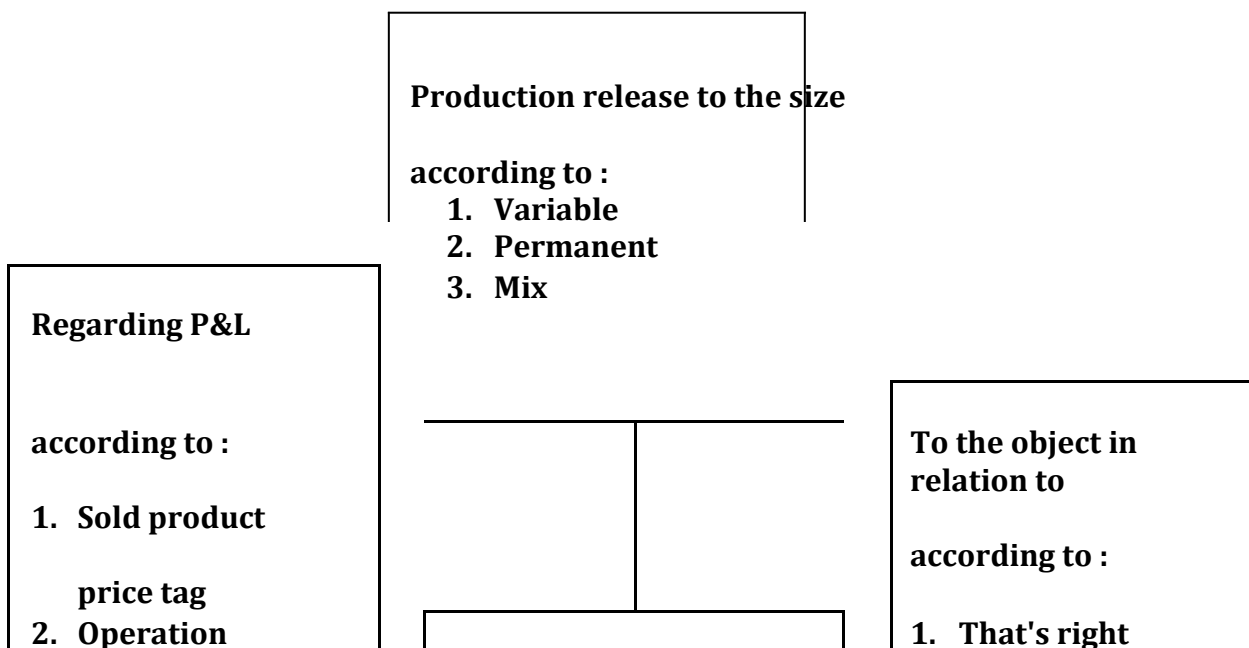 Production release to the size
according to :
1. Variable
2. Permanent
3. Mix
Regarding P&L
according to :
1. Sold product
price tag
2. Operation
To the object in
relation to
according to :
1. That's right